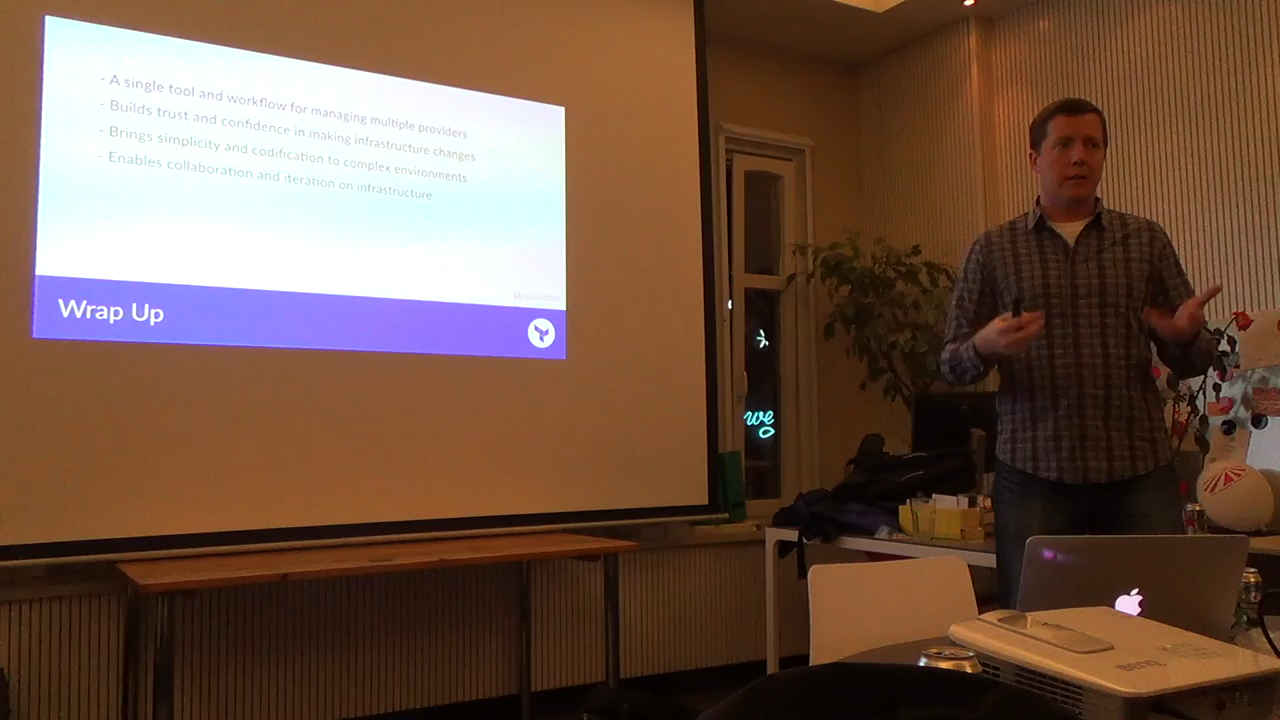 - A single tool and workflow for managing multiple providers
- Builds trust and confidence in making infrastructure changes
- Brings simplicity and codification to complex environments
- Enables collaboration and iteration on infrastructure
Wrap Up
we
BenQ